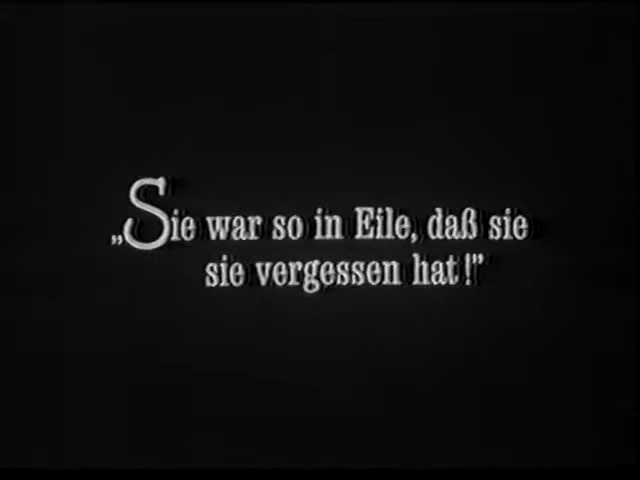 „Sie war so in Eile, daß sie
sie vergessen hat!”